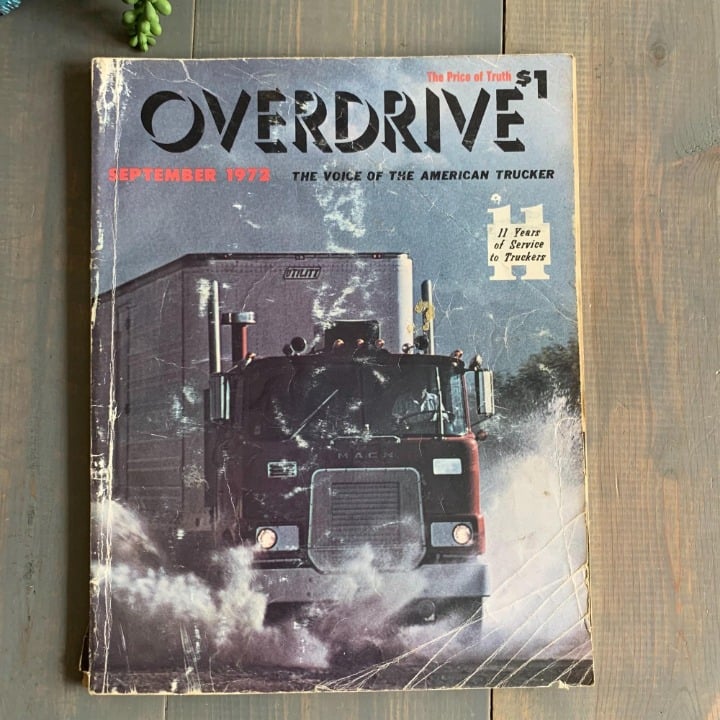 The Price of Truth $1
OVERDRIVE
SEPTEMBER 1972 THE VOICE OF THE AMERICAN TRUCKER
11
11 Years
of Service
to Truckers
UTILITY
MACK